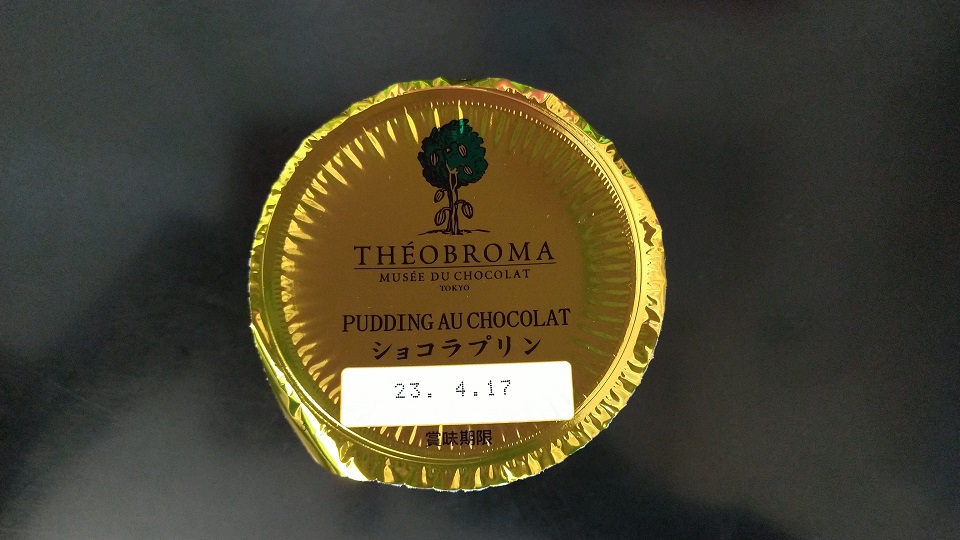 THÉOBROMA
MUSÉE DU CHOCOLAT
TOKYO
PUDDING AU CHOCOLAT
ショコラプリン
23. 4.17
賞味期限